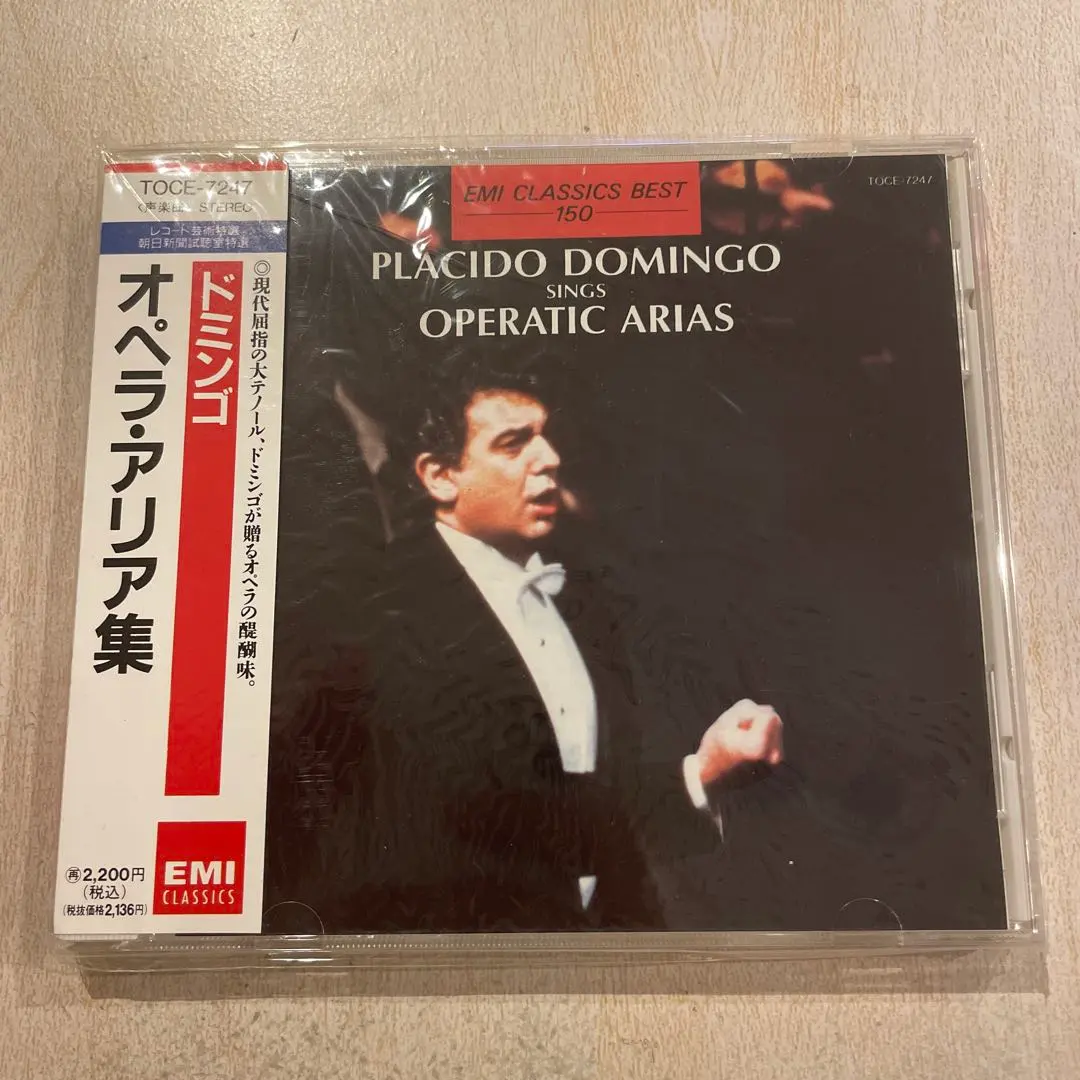 TOCE-7247
〈声楽曲〉 STEREO
レコード芸術特選
朝日新聞試聴室特選
◎現代屈指の大テノール、ドミンゴが贈るオペラの醍醐味。
ドミンゴ
オペラ・アリア集
再2,200円
(税込)
(税抜価格2,136円)
EMI
CLASSICS
EMI CLASSICS BEST
150
TOCE-7247
PLACIDO DOMINGO
SINGS
OPERATIC ARIAS